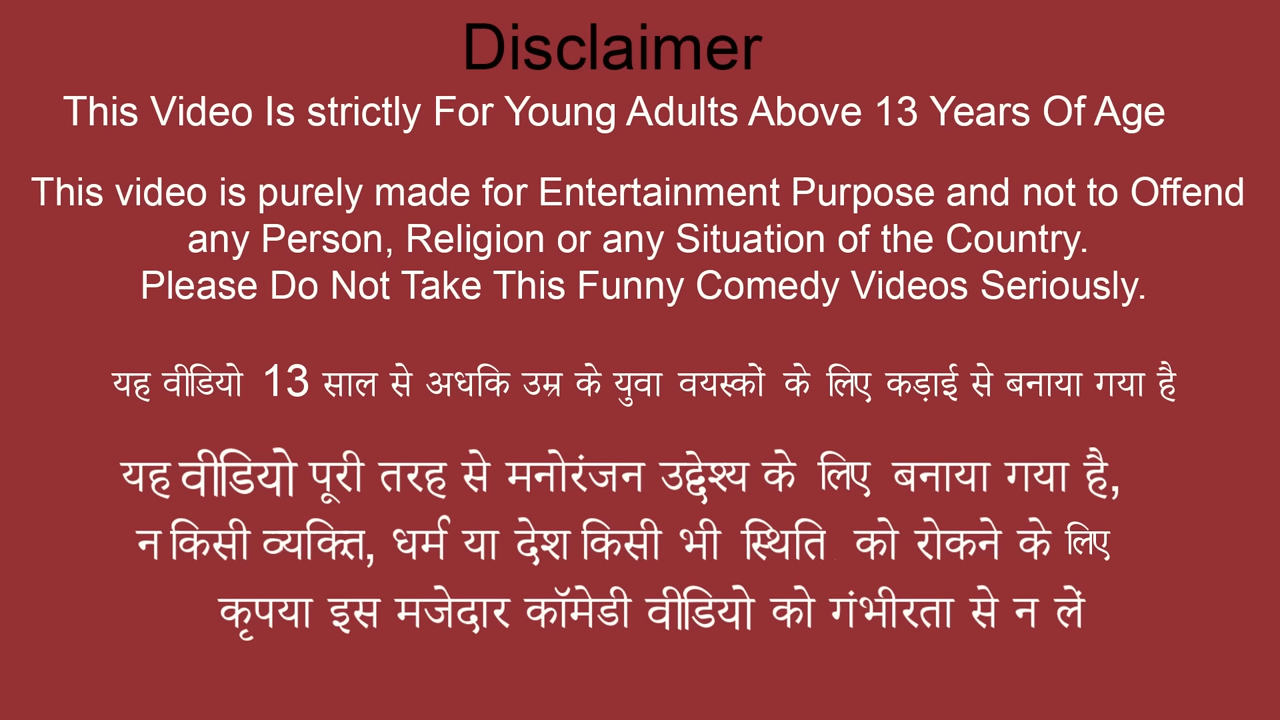 Disclaimer
This Video Is strictly For Young Adults Above 13 Years Of Age
This video is purely made for Entertainment Purpose and not to Offend
any Person, Religion or any Situation of the Country.
Please Do Not Take This Funny Comedy Videos Seriously.
यह वीडियो 13 साल से अधकि उम्र के युवा वयस्कों के लिए कड़ाई से बनाया गया है
यह वीडियो पूरी तरह से मनोरंजन उद्देश्य के लिए बनाया गया है,
न किसी व्यक्ति, धर्म या देश किसी भी स्थिति को रोकने के लिए
कृपया इस मजेदार कॉमेडी वीडियो को गंभीरता से न लें